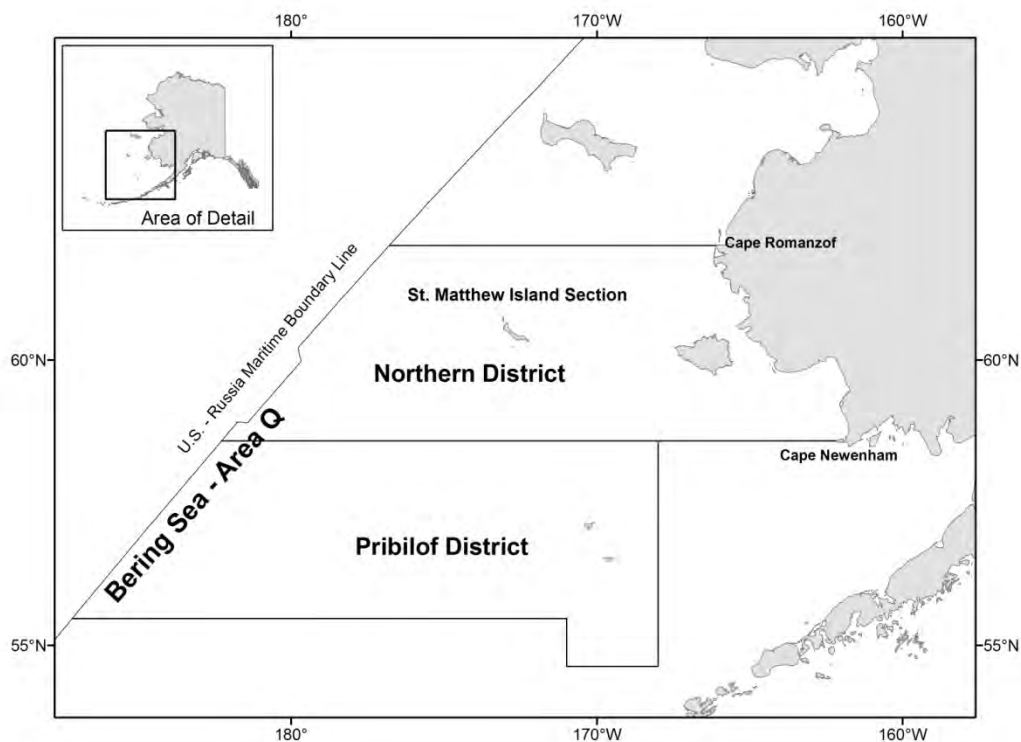 180°
170°W
160°W
Area of Detail
Cape Romanzof
U.S. - Russia Maritime Boundary Line
St. Matthew Island Section
60°N
60°N
Northern District
Bering Sea - Area Q
Cape Newenham
Pribilof District
55°N
55°N
180°
170°W
160°W